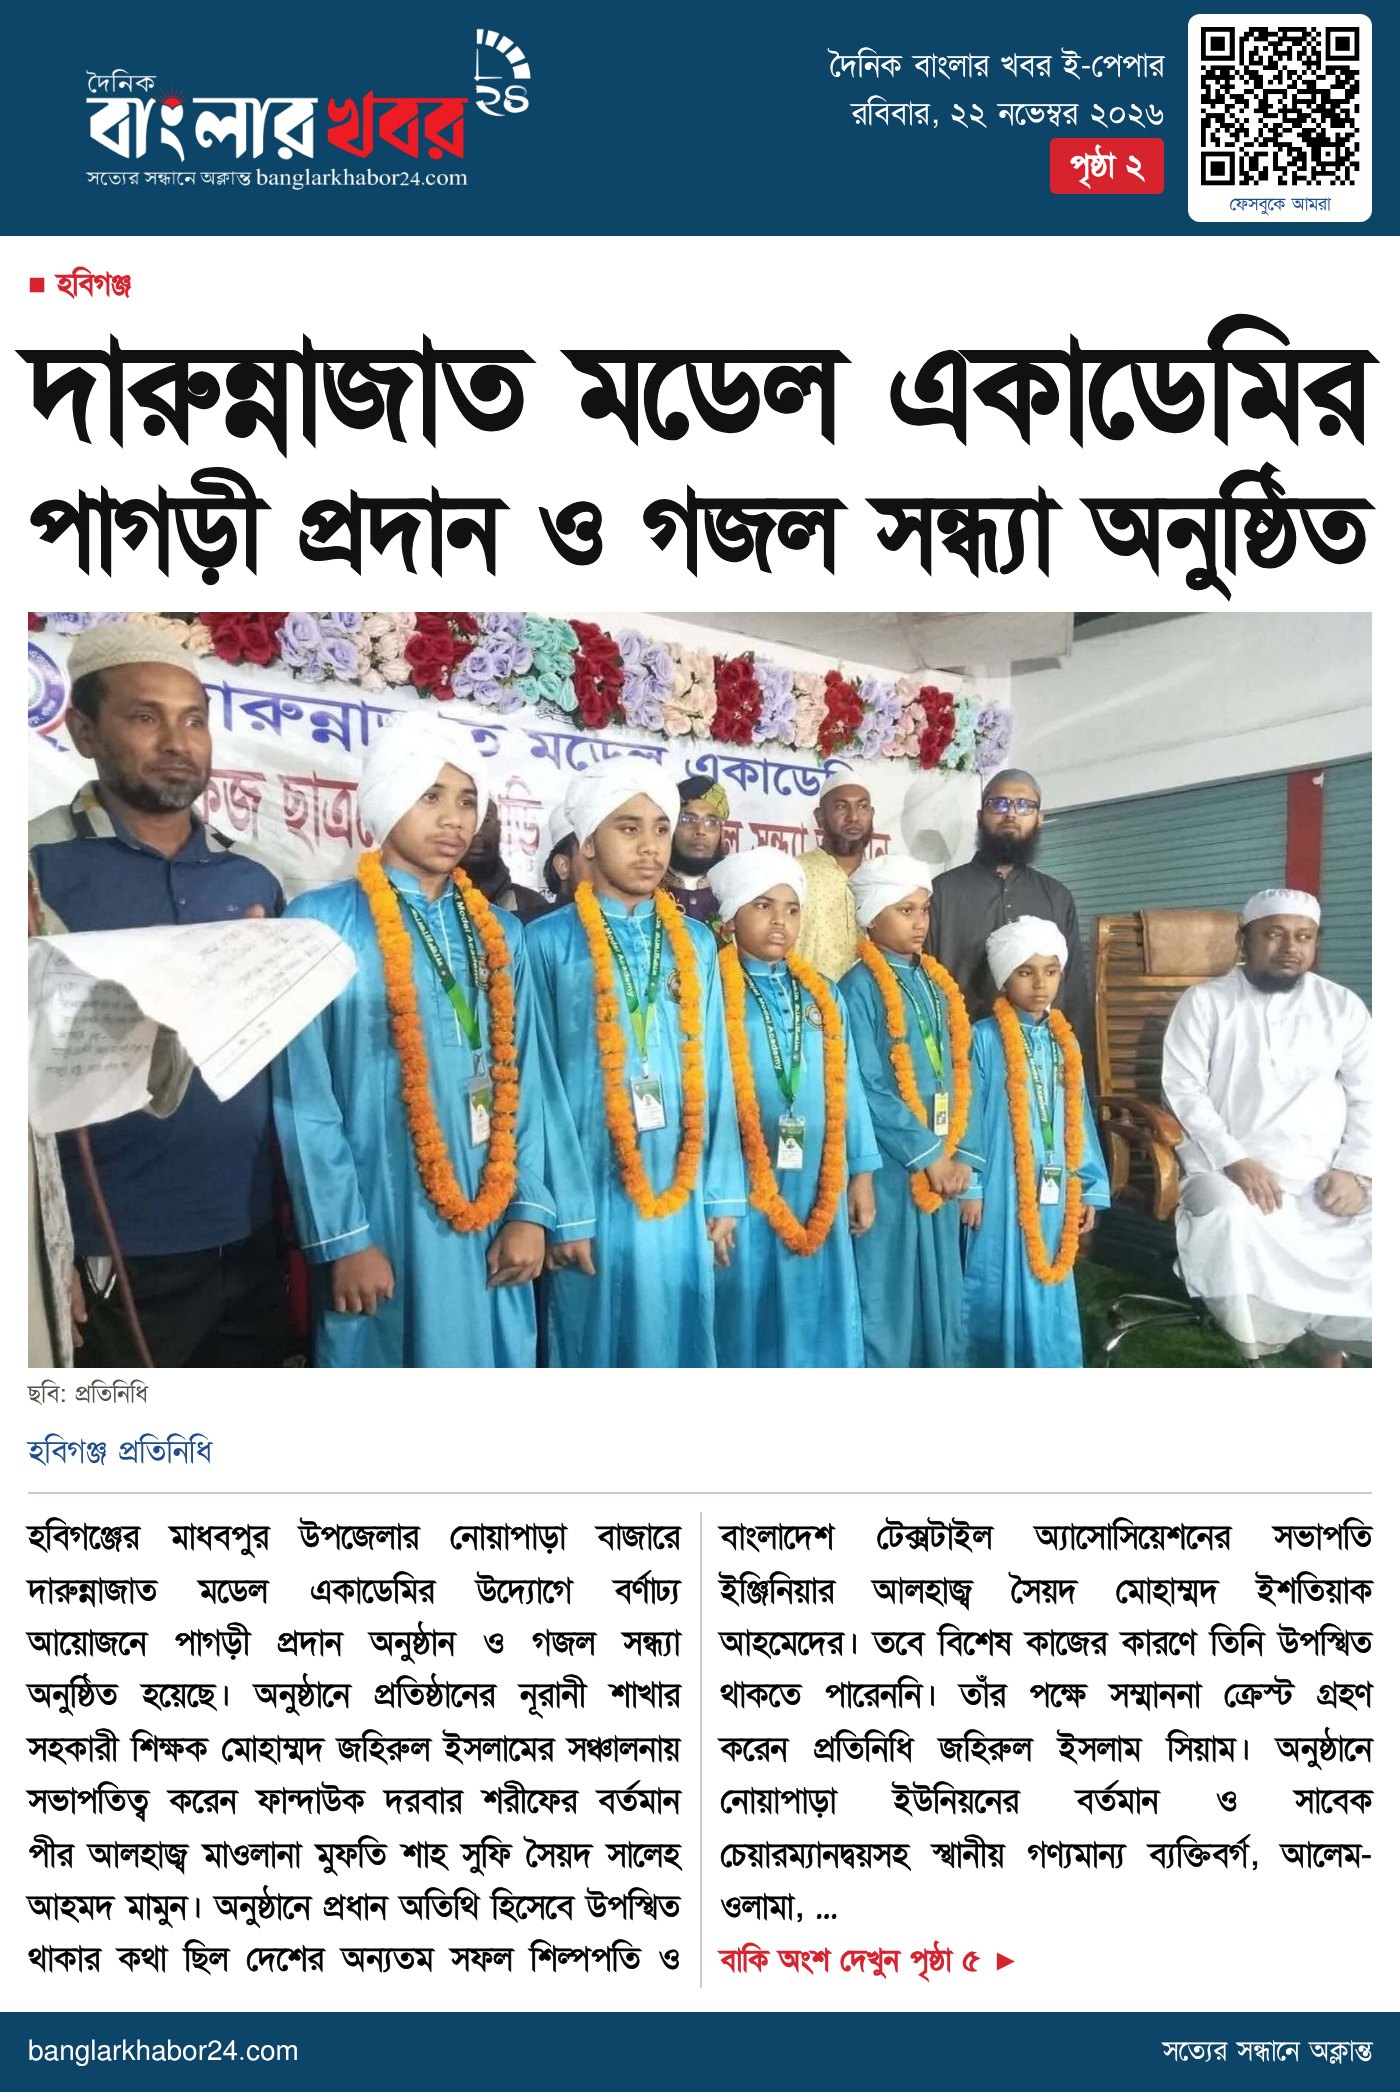 দৈনিক
বাংলার খবর
২৪
সত্যের সন্ধানে অক্লান্ত banglarkhabor24.com
দৈনিক বাংলার খবর ই-পেপার
রবিবার, ২২ নভেম্বর ২০২৬
পৃষ্ঠা ২
ফেসবুকে আমরা
■ হবিগঞ্জ
দারুন্নাজাত মডেল একাডেমির
পাগড়ী প্রদান ও গজল সন্ধ্যা অনুষ্ঠিত
মডেল একাডেমি
ছবি: প্রতিনিধি
হবিগঞ্জ প্রতিনিধি
হবিগঞ্জের মাধবপুর উপজেলার নোয়াপাড়া বাজারে
দারুন্নাজাত মডেল একাডেমির উদ্যোগে বর্ণাঢ্য
আয়োজনে পাগড়ী প্রদান অনুষ্ঠান ও গজল সন্ধ্যা
অনুষ্ঠিত হয়েছে। অনুষ্ঠানে প্রতিষ্ঠানের নূরানী শাখার
সহকারী শিক্ষক মোহাম্মদ জহিরুল ইসলামের সঞ্চালনায়
সভাপতিত্ব করেন ফান্দাউক দরবার শরীফের বর্তমান
পীর আলহাজ্ব মাওলানা মুফতি শাহ সুফি সৈয়দ সালেহ
আহমদ মামুন। অনুষ্ঠানে প্রধান অতিথি হিসেবে উপস্থিত
থাকার কথা ছিল দেশের অন্যতম সফল শিল্পপতি ও
বাংলাদেশ টেক্সটাইল অ্যাসোসিয়েশনের সভাপতি
ইঞ্জিনিয়ার আলহাজ্ব সৈয়দ মোহাম্মদ ইশতিয়াক
আহমেদের। তবে বিশেষ কাজের কারণে তিনি উপস্থিত
থাকতে পারেননি। তাঁর পক্ষে সম্মাননা ক্রেস্ট গ্রহণ
করেন প্রতিনিধি জহিরুল ইসলাম সিয়াম। অনুষ্ঠানে
নোয়াপাড়া ইউনিয়নের বর্তমান ও সাবেক
চেয়ারম্যানদ্বয়সহ স্থানীয় গণ্যমান্য ব্যক্তিবর্গ, আলেম-
ওলামা, ...
বাকি অংশ দেখুন পৃষ্ঠা ৫ ►
banglarkhabor24.com
সত্যের সন্ধানে অক্লান্ত